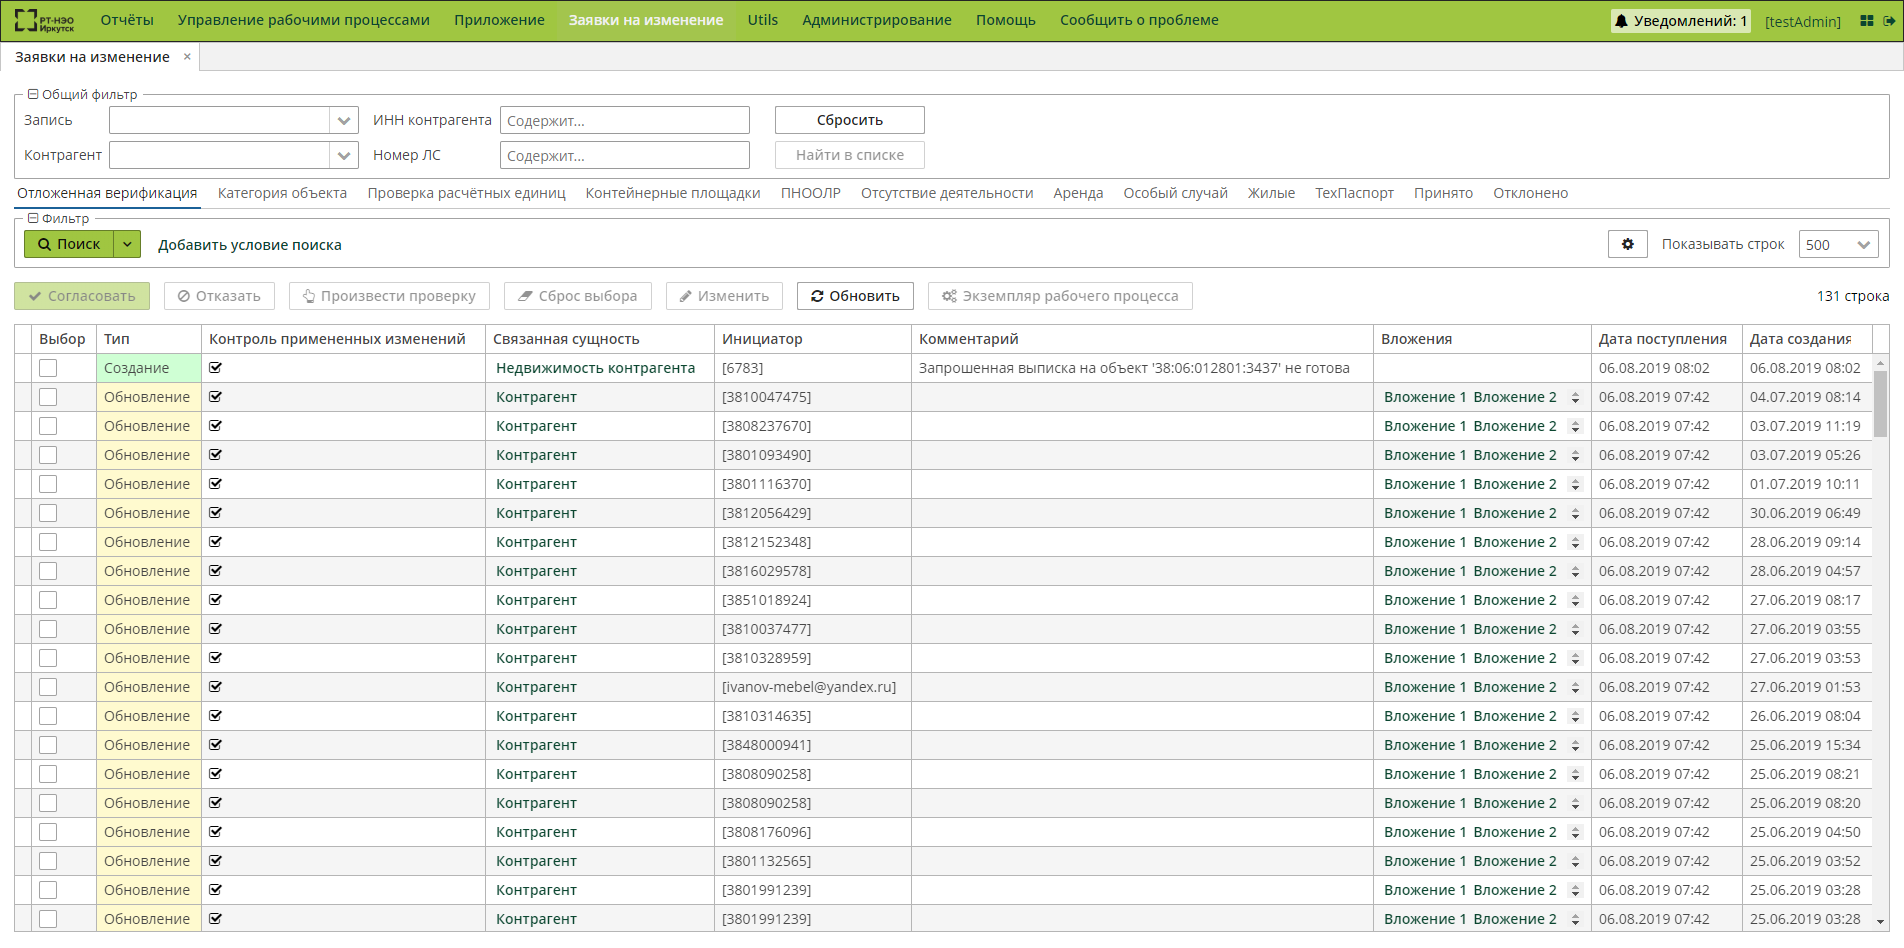 РТ-НЭО Иркутск Отчёты Управление рабочими процессами Приложение Заявки на изменение Utils Администрирование Помощь Сообщить о проблеме Уведомлений: 1 [testAdmin]
Заявки на изменение ×
Общий фильтр
Запись ИНН контрагента Содержит... Сбросить
Контрагент Номер ЛС Содержит... Найти в списке
Отложенная верификация Категория объекта Проверка расчётных единиц Контейнерные площадки ПНООЛР Отсутствие деятельности Аренда Особый случай Жилые ТехПаспорт Принято Отклонено
Фильтр
Поиск Добавить условие поиска Показывать строк 500
Согласовать Отказать Произвести проверку Сброс выбора Изменить Обновить Экземпляр рабочего процесса 131 строка
Выбор Тип Контроль примененных изменений Связанная сущность Инициатор Комментарий Вложения Дата поступления Дата создания
Создание Недвижимость контрагента [6783] Запрошенная выписка на объект '38:06:012801:3437' не готова 06.08.2019 08:02 06.08.2019 08:02
Обновление Контрагент [3810047475] Вложение 1 Вложение 2 06.08.2019 07:42 04.07.2019 08:14
Обновление Контрагент [3808237670] Вложение 1 Вложение 2 06.08.2019 07:42 03.07.2019 11:19
Обновление Контрагент [3801093490] Вложение 1 Вложение 2 06.08.2019 07:42 03.07.2019 05:26
Обновление Контрагент [3801116370] Вложение 1 Вложение 2 06.08.2019 07:42 01.07.2019 10:11
Обновление Контрагент [3812056429] Вложение 1 Вложение 2 06.08.2019 07:42 30.06.2019 06:49
Обновление Контрагент [3812152348] Вложение 1 Вложение 2 06.08.2019 07:42 28.06.2019 09:14
Обновление Контрагент [3816029578] Вложение 1 Вложение 2 06.08.2019 07:42 28.06.2019 04:57
Обновление Контрагент [3851018924] Вложение 1 Вложение 2 06.08.2019 07:42 27.06.2019 08:17
Обновление Контрагент [3810037477] Вложение 1 Вложение 2 06.08.2019 07:42 27.06.2019 03:55
Обновление Контрагент [3810328959] Вложение 1 Вложение 2 06.08.2019 07:42 27.06.2019 03:53
Обновление Контрагент [ivanov-mebel@yandex.ru] Вложение 1 Вложение 2 06.08.2019 07:42 27.06.2019 01:53
Обновление Контрагент [3810314635] Вложение 1 Вложение 2 06.08.2019 07:42 26.06.2019 08:04
Обновление Контрагент [3848000941] Вложение 1 Вложение 2 06.08.2019 07:42 25.06.2019 15:34
Обновление Контрагент [3808090258] Вложение 1 Вложение 2 06.08.2019 07:42 25.06.2019 08:21
Обновление Контрагент [3808090258] Вложение 1 Вложение 2 06.08.2019 07:42 25.06.2019 08:20
Обновление Контрагент [3808176096] Вложение 1 Вложение 2 06.08.2019 07:42 25.06.2019 04:50
Обновление Контрагент [3801132565] Вложение 1 Вложение 2 06.08.2019 07:42 25.06.2019 03:52
Обновление Контрагент [3801991239] Вложение 1 Вложение 2 06.08.2019 07:42 25.06.2019 03:28
Обновление Контрагент [3801991239] Вложение 1 Вложение 2 06.08.2019 07:42 25.06.2019 03:28